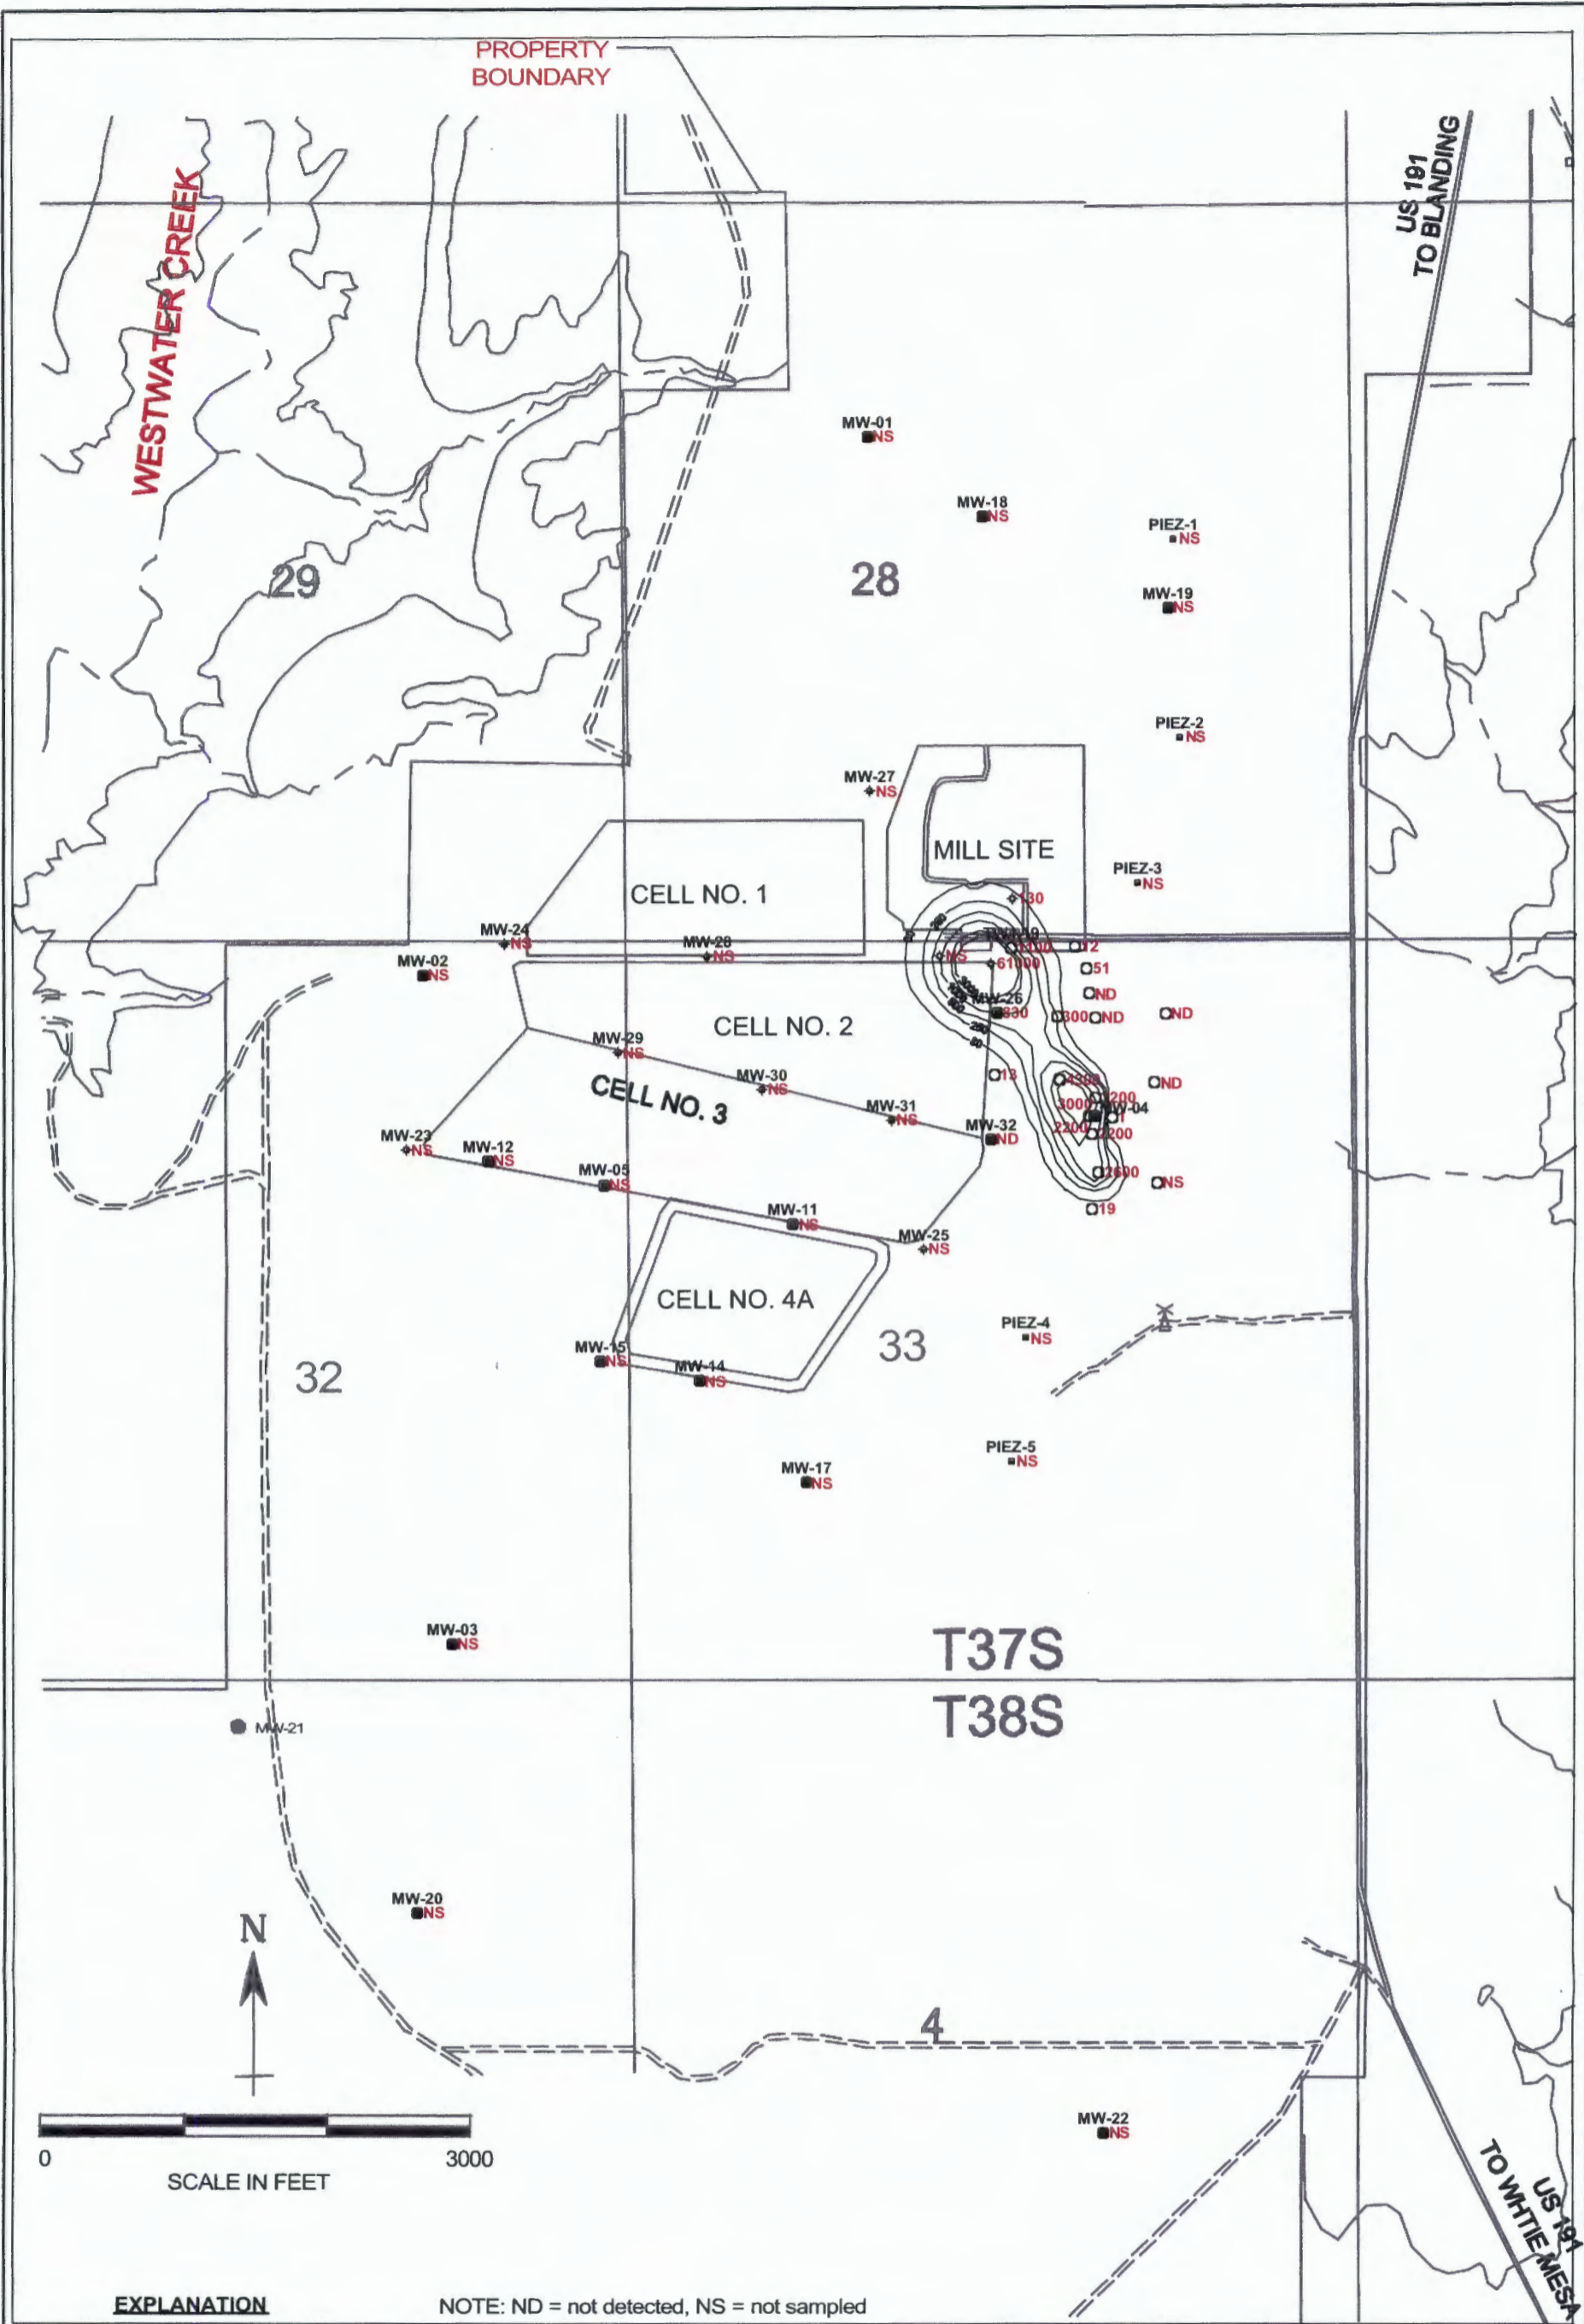 PROPERTY
BOUNDARY
WESTWATER CREEK
US 191
TO BLANDING
MW-01
NS
MW-18
NS
PIEZ-1
NS
29
28
MW-19
NS
PIEZ-2
NS
MW-27
NS
MILL SITE
PIEZ-3
NS
CELL NO. 1
130
MW-24
NS
MW-28
NS
NS
61000
51
MW-02
NS
ND
CELL NO. 2
MW-26
830
300
ND
ND
MW-29
NS
MW-30
NS
13
ND
CELL NO. 3
MW-31
NS
3000
MW-04
MW-32
ND
2200
2200
MW-23
NS
MW-12
NS
MW-05
NS
2600
NS
MW-11
NS
19
MW-25
NS
CELL NO. 4A
PIEZ-4
NS
33
32
MW-15
NS
MW-14
NS
PIEZ-5
NS
MW-17
NS
MW-03
NS
T37S
T38S
MW-21
MW-20
NS
N
4
0
3000
SCALE IN FEET
MW-22
NS
US 191
TO WHTIE MESA
EXPLANATION
NOTE: ND = not detected, NS = not sampled